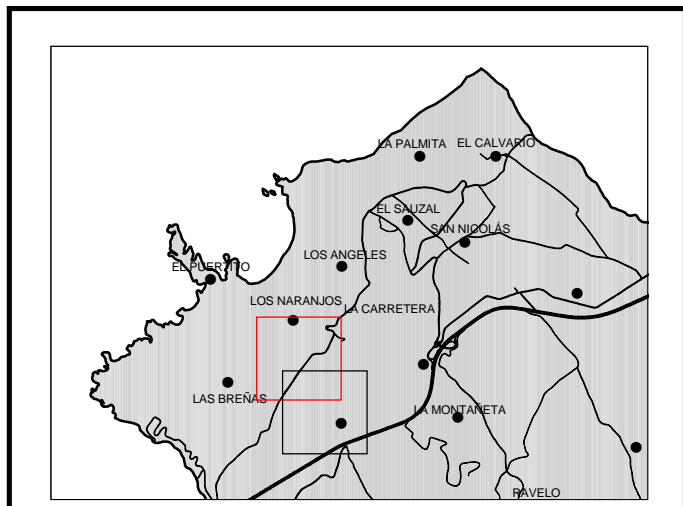 LA PALMITA
EL CALVARIO
EL SAUZAL
SAN NICOLÁS
LOS ANGELES
EL PUERTITO
LOS NARANJOS
LA CARRETERA
LAS BREÑAS
LA MONTAÑETA
RAVELO